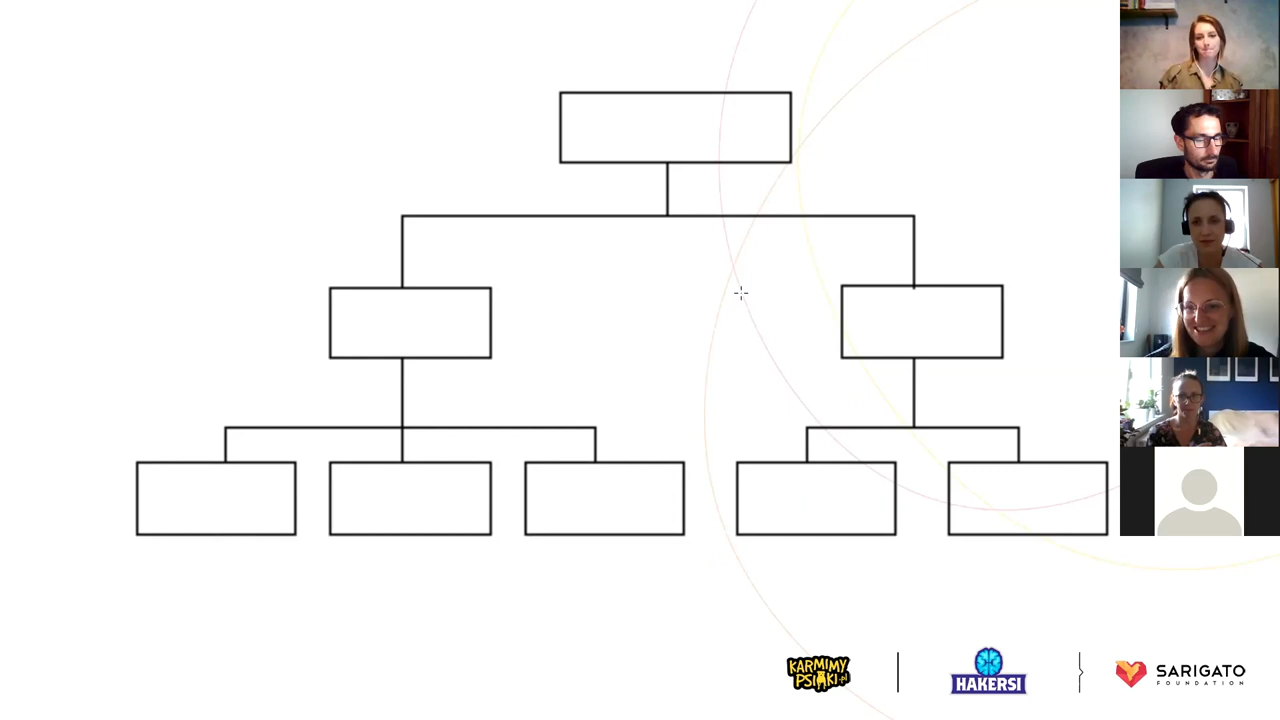 KARMIMY
PSIAKI.pl
HAKERSI
SARIGATO
FOUNDATION